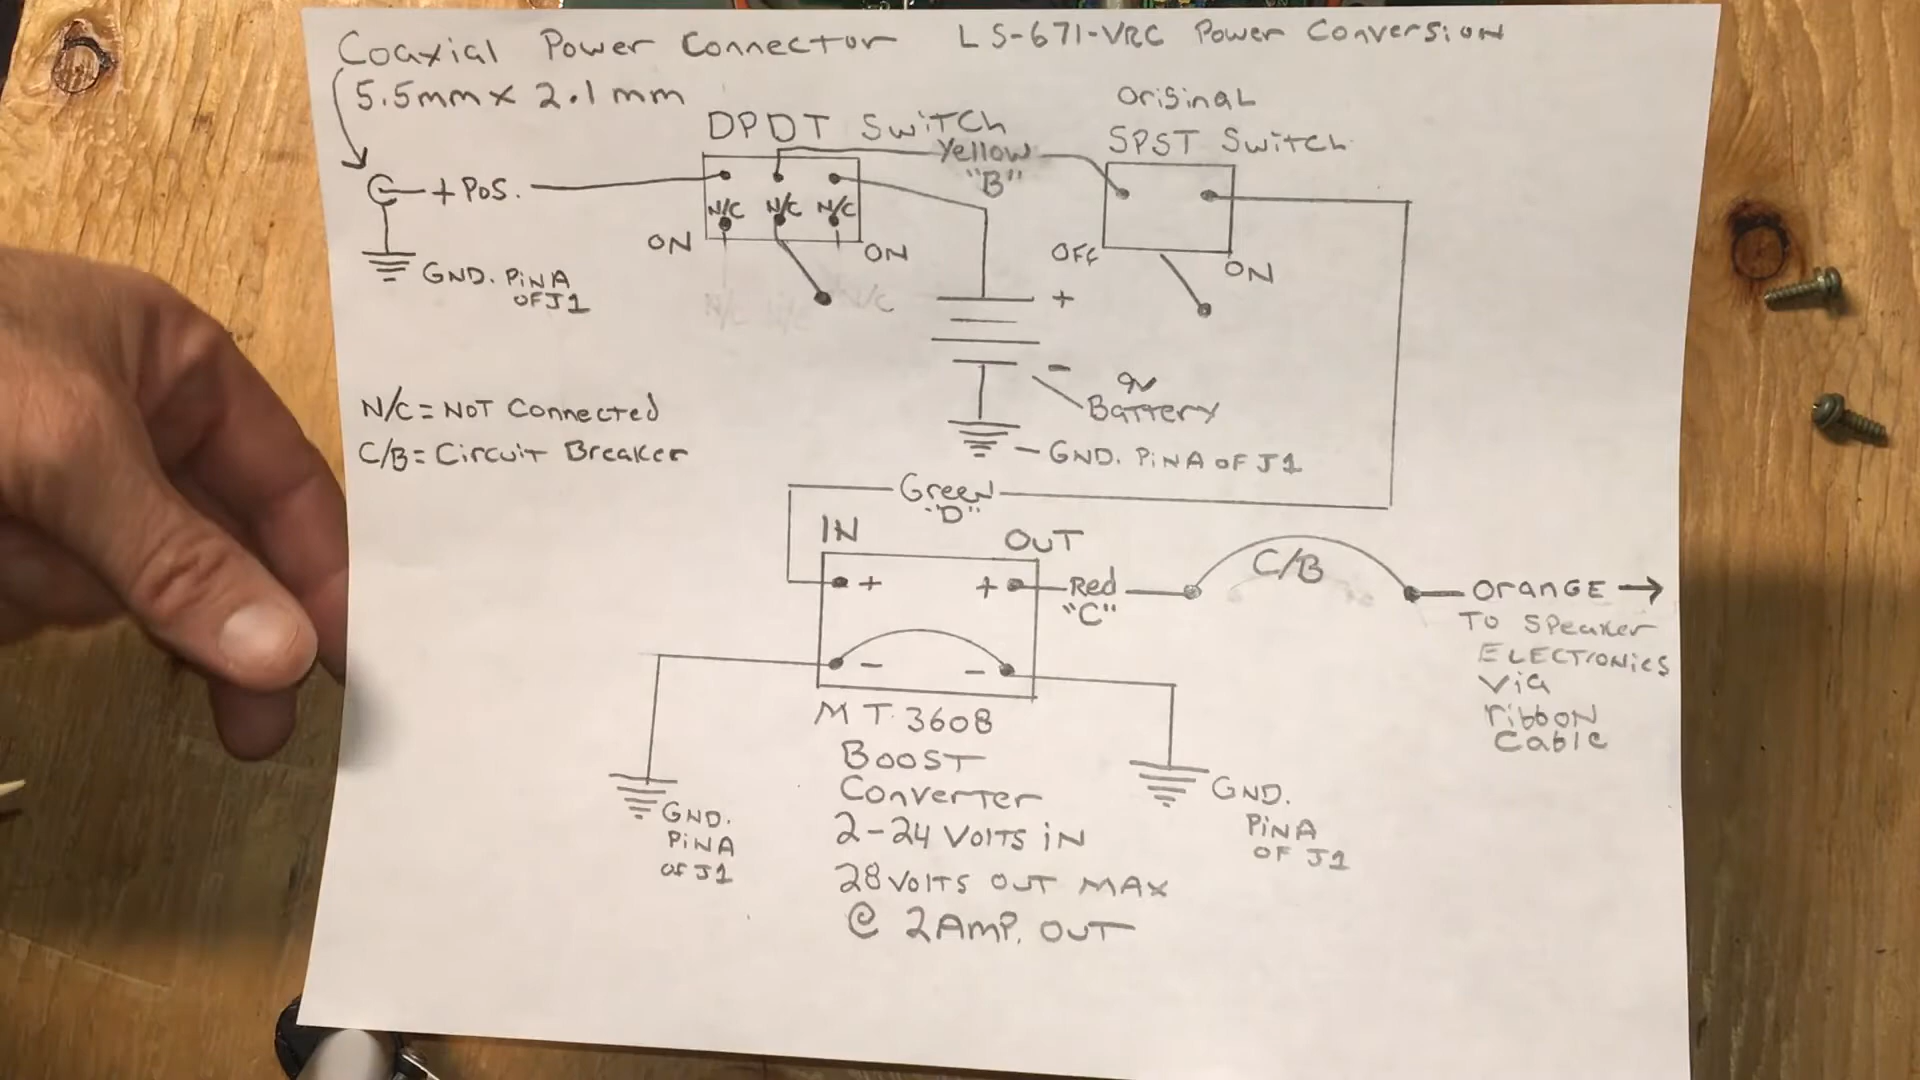 Coaxial Power Connector LS-671-VRC Power Conversion
5.5mm x 2.1mm
DPDT Switch
Original
SPST Switch
Yellow
"B"
+ Pos.
N/C N/C N/C
ON
ON
OFF
ON
GND. PiN A
OF J1
+
-
9v
Battery
- GND. PiN A OF J1
N/C = NOT Connected
C/B = Circuit Breaker
Green
"D"
IN
OUT
+
+
Red
"C"
C/B
Orange →
To Speaker
Electronics
Via
ribbon
Cable
-
-
MT 3608
Boost
Converter
2-24 Volts iN
28 Volts Out Max
@ 2 Amp. Out
GND.
PiN A
of J1
GND.
PiN A
OF J1